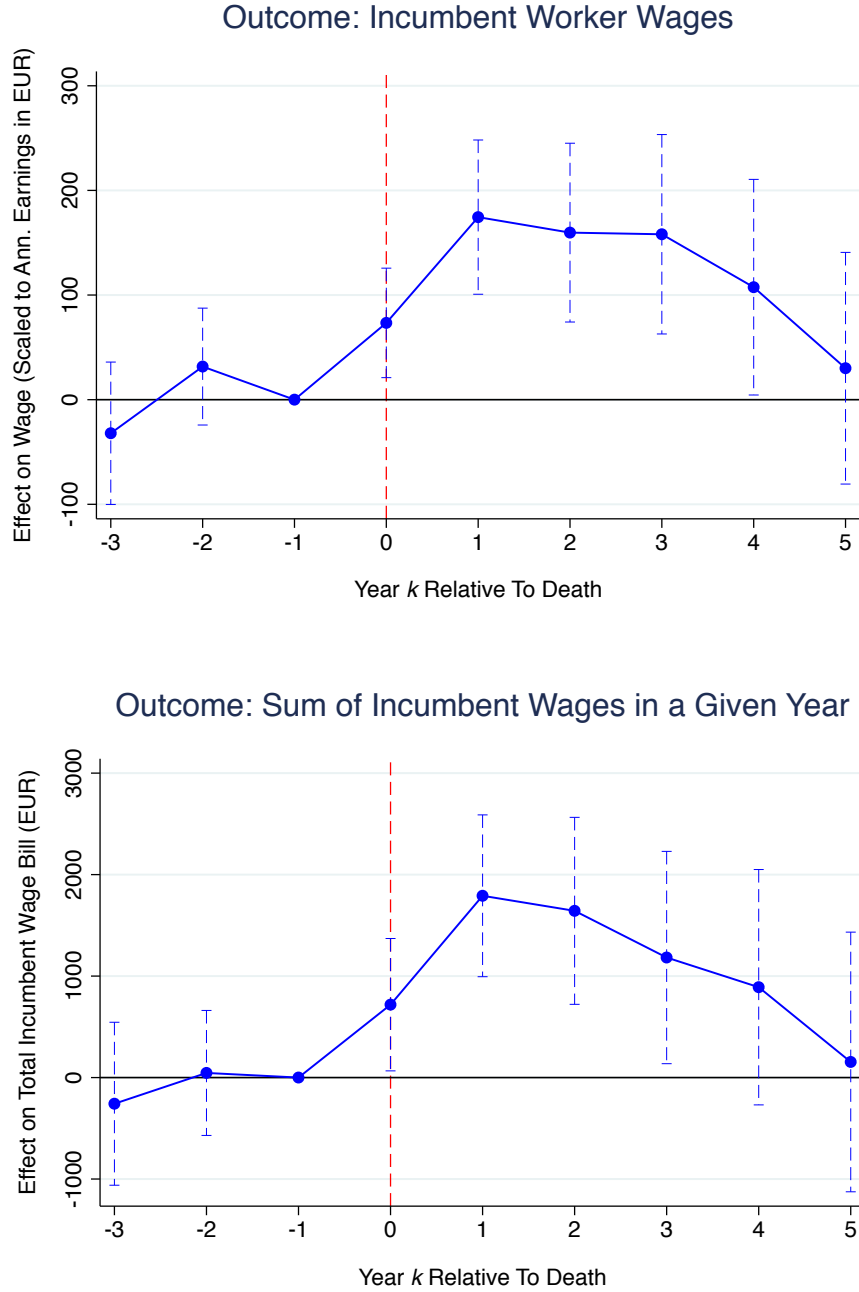 Outcome: Incumbent Worker Wages
Effect on Wage (Scaled to Ann. Earnings in EUR)
300
200
100
0
-100
-3 -2 -1 0 1 2 3 4 5
Year k Relative To Death
Outcome: Sum of Incumbent Wages in a Given Year
Effect on Total Incumbent Wage Bill (EUR)
3000
2000
1000
0
-1000
-3 -2 -1 0 1 2 3 4 5
Year k Relative To Death